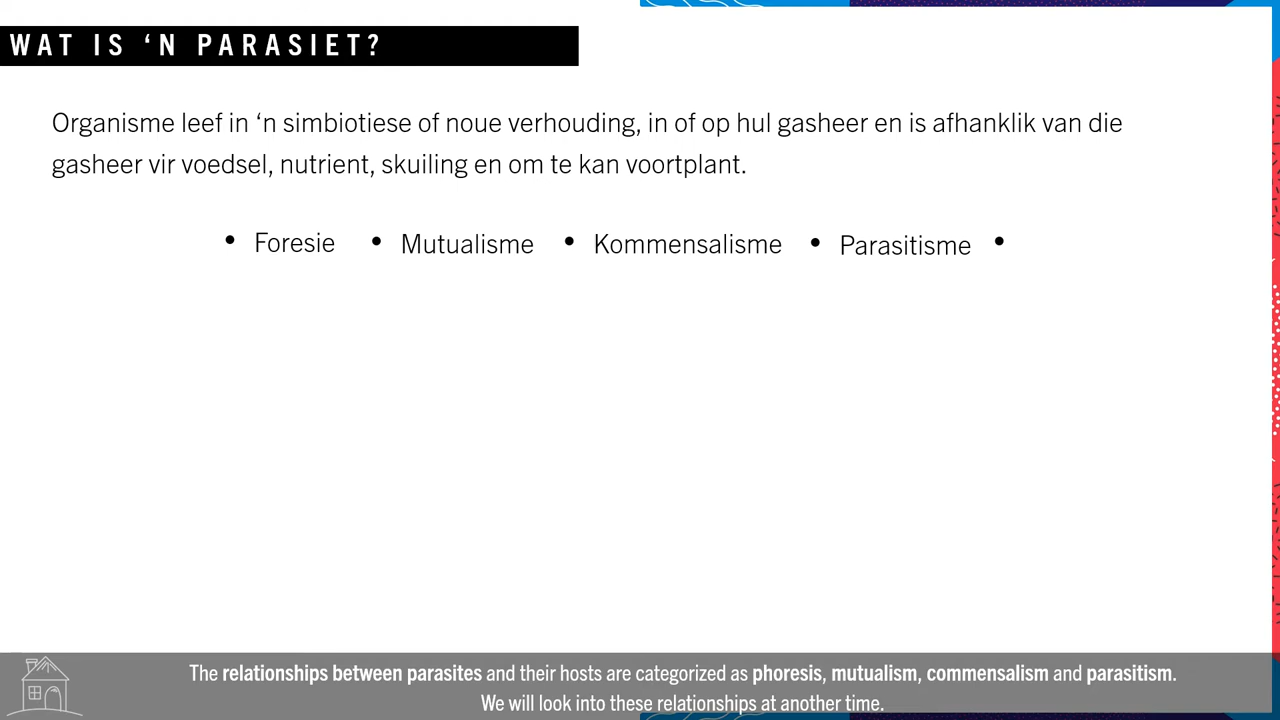 WAT IS ‘N PARASIET?
Organisme leef in ‘n simbiotiese of noue verhouding, in of op hul gasheer en is afhanklik van die
gasheer vir voedsel, nutrient, skuiling en om te kan voortplant.
• Foresie • Mutualisme • Kommensalisme • Parasitisme •
The relationships between parasites and their hosts are categorized as phoresis, mutualism, commensalism and parasitism.
We will look into these relationships at another time.